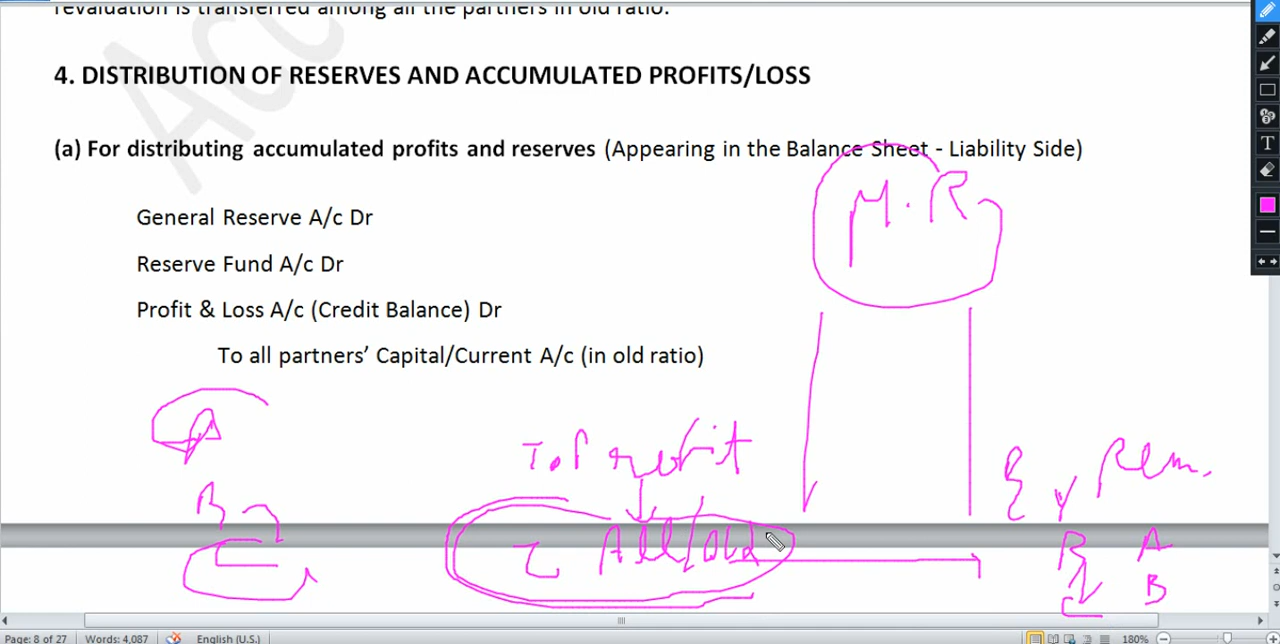 revaluation is transferred among all the partners in old ratio.
4. DISTRIBUTION OF RESERVES AND ACCUMULATED PROFITS/LOSS
(a) For distributing accumulated profits and reserves (Appearing in the Balance Sheet - Liability Side)
M.R.
General Reserve A/c Dr
Reserve Fund A/c Dr
Profit & Loss A/c (Credit Balance) Dr
To all partners' Capital/Current A/c (in old ratio)
A
T. of profit
Rem.
B
All/old
B A
C B
Page: 8 of 27 Words: 4,087 English (U.S.) 180%